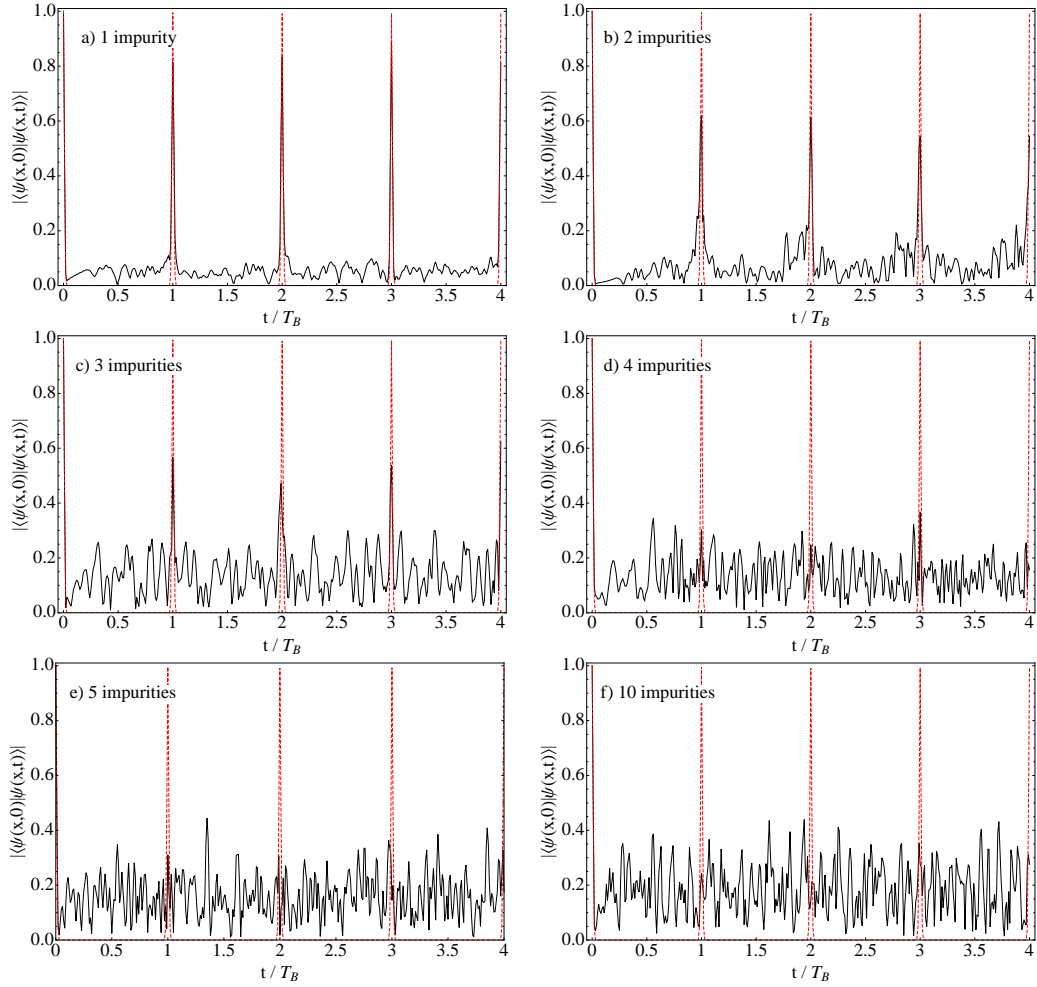 a) 1 impurity
|⟨ψ(x,0)|ψ(x,t)⟩|
1.0
0.8
0.6
0.4
0.2
0.0
0 0.5 1 1.5 2 2.5 3 3.5 4
t / T_B
b) 2 impurities
|⟨ψ(x,0)|ψ(x,t)⟩|
1.0
0.8
0.6
0.4
0.2
0.0
0 0.5 1 1.5 2 2.5 3 3.5 4
t / T_B
c) 3 impurities
|⟨ψ(x,0)|ψ(x,t)⟩|
1.0
0.8
0.6
0.4
0.2
0.0
0 0.5 1 1.5 2 2.5 3 3.5 4
t / T_B
d) 4 impurities
|⟨ψ(x,0)|ψ(x,t)⟩|
1.0
0.8
0.6
0.4
0.2
0.0
0 0.5 1 1.5 2 2.5 3 3.5 4
t / T_B
e) 5 impurities
|⟨ψ(x,0)|ψ(x,t)⟩|
1.0
0.8
0.6
0.4
0.2
0.0
0 0.5 1 1.5 2 2.5 3 3.5 4
t / T_B
f) 10 impurities
|⟨ψ(x,0)|ψ(x,t)⟩|
1.0
0.8
0.6
0.4
0.2
0.0
0 0.5 1 1.5 2 2.5 3 3.5 4
t / T_B